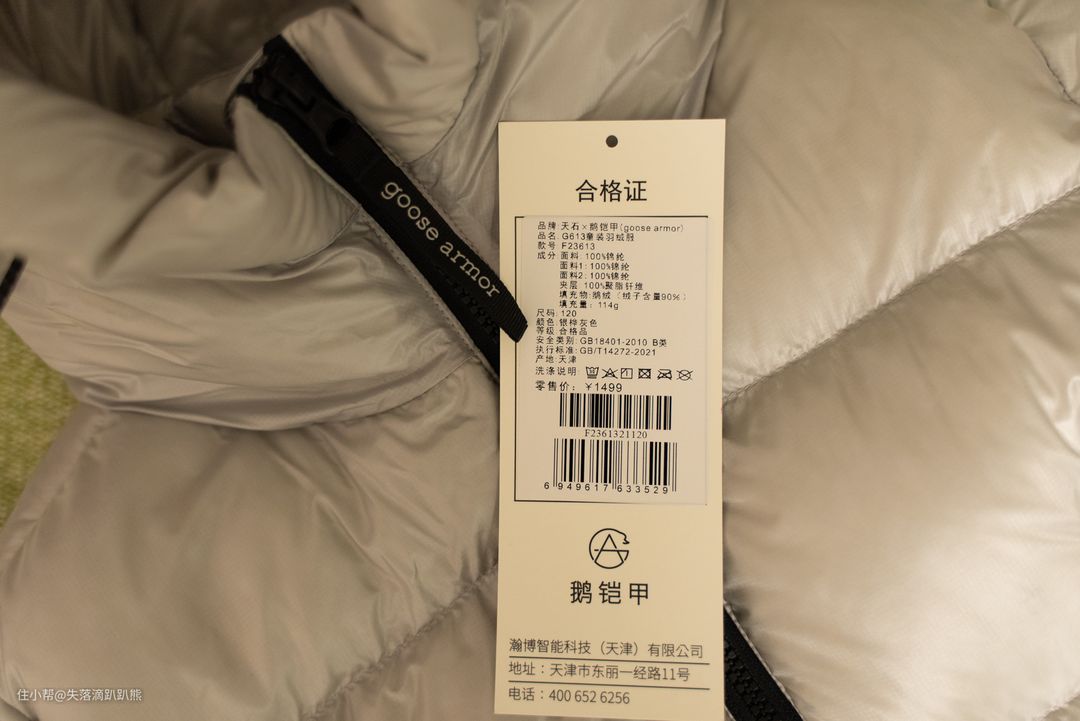 goose armor
合格证
品牌:天石×鹅铠甲(goose armor)
品名:G613童装羽绒服
款号 F23613
成分:面料:100%锦纶
面料1:100%锦纶
面料2:100%锦纶
夹层 100%聚脂纤维
填充物:鹅绒(绒子含量90%)
填充量:114g
尺码:120
颜色:银桦灰色
等级:合格品
安全类别:GB18401-2010 B类
执行标准:GB/T14272-2021
产地:天津
洗涤说明:
零售价:¥1499
F2361321120
6 949617 633529
鹅铠甲
瀚博智能科技(天津)有限公司
地址:天津市东丽一经路11号
电话:400 652 6256
住小帮@失落滴趴趴熊